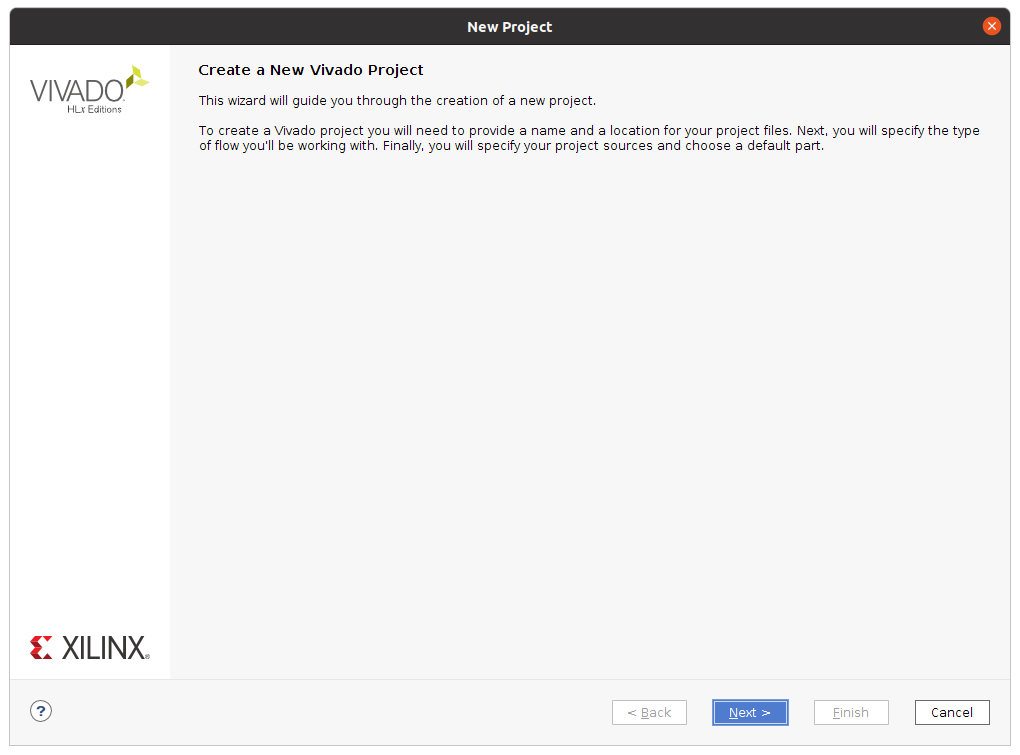 New Project
VIVADO.
HLx Editions
Create a New Vivado Project
This wizard will guide you through the creation of a new project.
To create a Vivado project you will need to provide a name and a location for your project files. Next, you will specify the type
of flow you'll be working with. Finally, you will specify your project sources and choose a default part.
XILINX®
?
< Back
Next >
Finish
Cancel